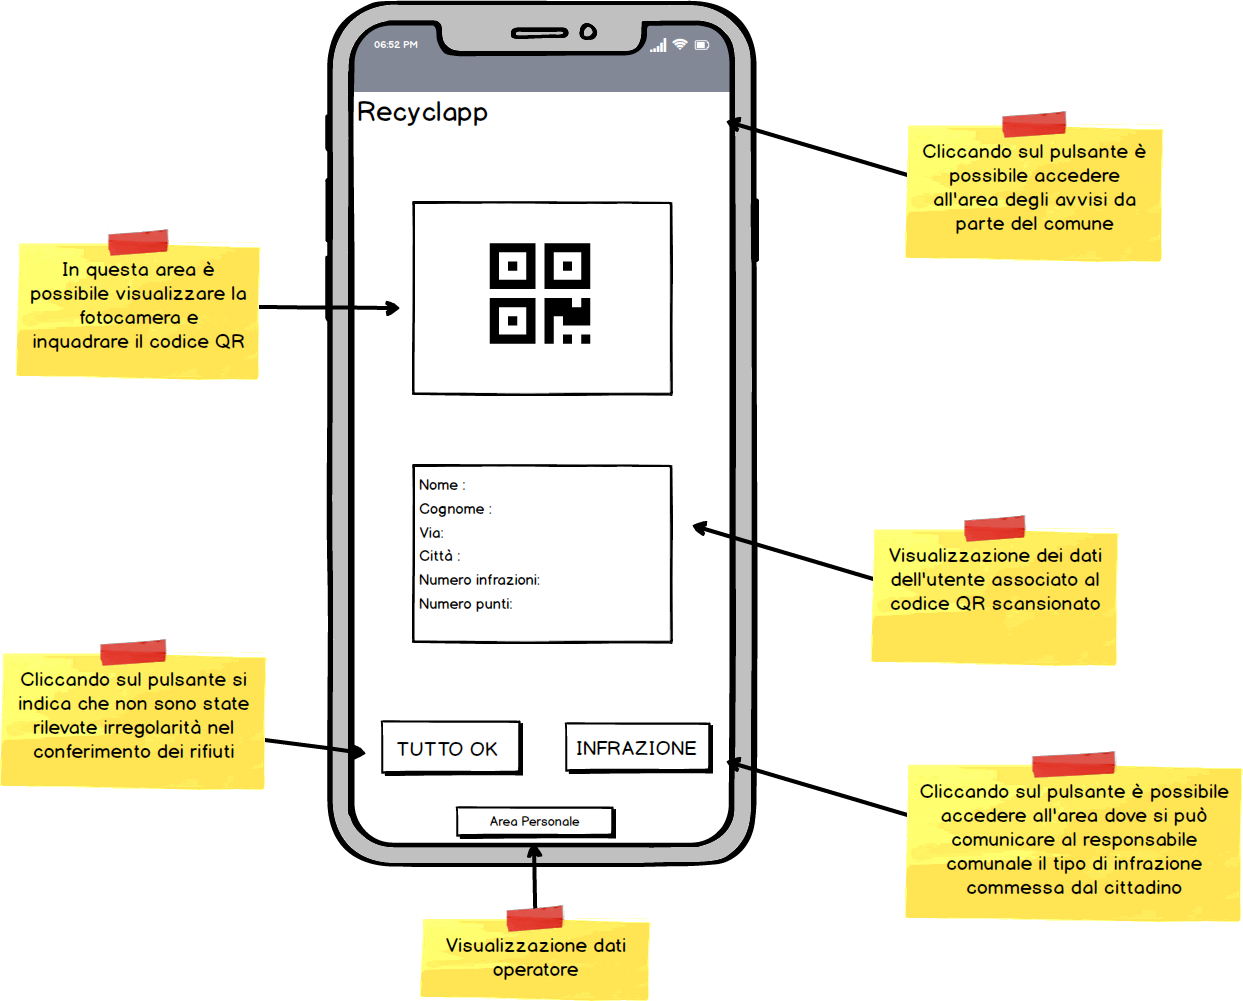 06:52 PM
Recyclapp
Cliccando sul pulsante è
possibile accedere
all'area degli avvisi da
parte del comune
In questa area è
possibile visualizzare la
fotocamera e
inquadrare il codice QR
Nome :
Cognome :
Via:
Città :
Numero infrazioni:
Numero punti:
Visualizzazione dei dati
dell'utente associato al
codice QR scansionato
Cliccando sul pulsante si
indica che non sono state
rilevate irregolarità nel
conferimento dei rifiuti
TUTTO OK
INFRAZIONE
Cliccando sul pulsante è possibile
accedere all'area dove si può
comunicare al responsabile
comunale il tipo di infrazione
commessa dal cittadino
Area Personale
Visualizzazione dati
operatore